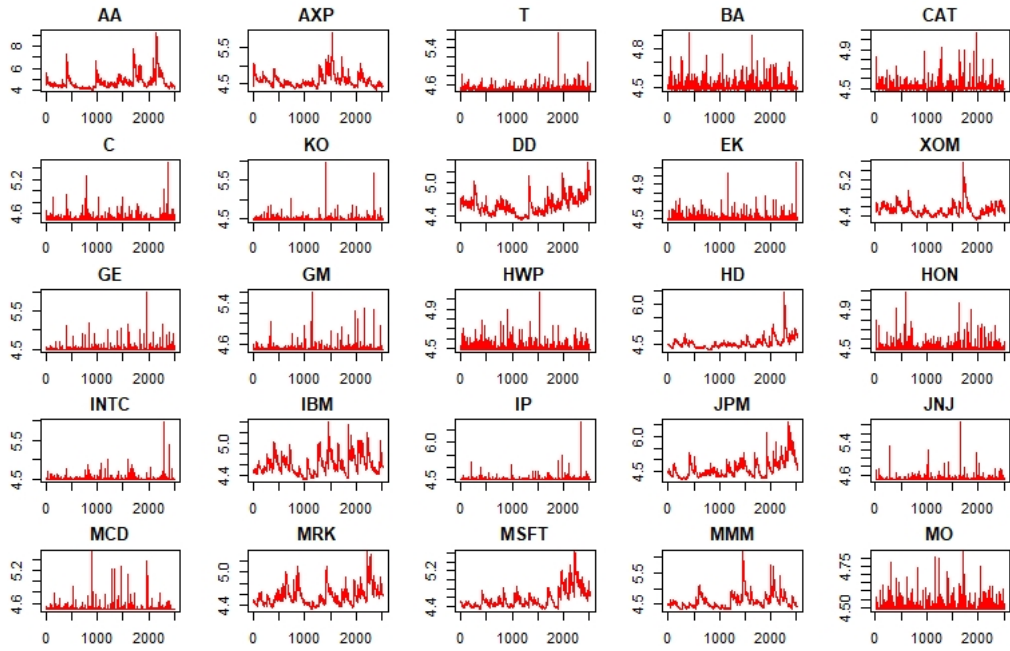 AA AXP T BA CAT
8 6 4 5.5 4.5 5.4 4.6 4.8 4.5 4.9 4.5
0 1000 2000 0 1000 2000 0 1000 2000 0 1000 2000 0 1000 2000
C KO DD EK XOM
5.2 4.6 5.5 4.5 5.0 4.4 4.9 4.5 5.2 4.4
0 1000 2000 0 1000 2000 0 1000 2000 0 1000 2000 0 1000 2000
GE GM HWP HD HON
5.5 4.5 5.4 4.6 4.9 4.5 6.0 4.5 4.9 4.5
0 1000 2000 0 1000 2000 0 1000 2000 0 1000 2000 0 1000 2000
INTC IBM IP JPM JNJ
5.5 4.5 5.0 4.4 6.0 4.5 6.0 4.5 5.4 4.6
0 1000 2000 0 1000 2000 0 1000 2000 0 1000 2000 0 1000 2000
MCD MRK MSFT MMM MO
5.2 4.6 5.0 4.4 5.2 4.4 5.5 4.5 4.75 4.50
0 1000 2000 0 1000 2000 0 1000 2000 0 1000 2000 0 1000 2000